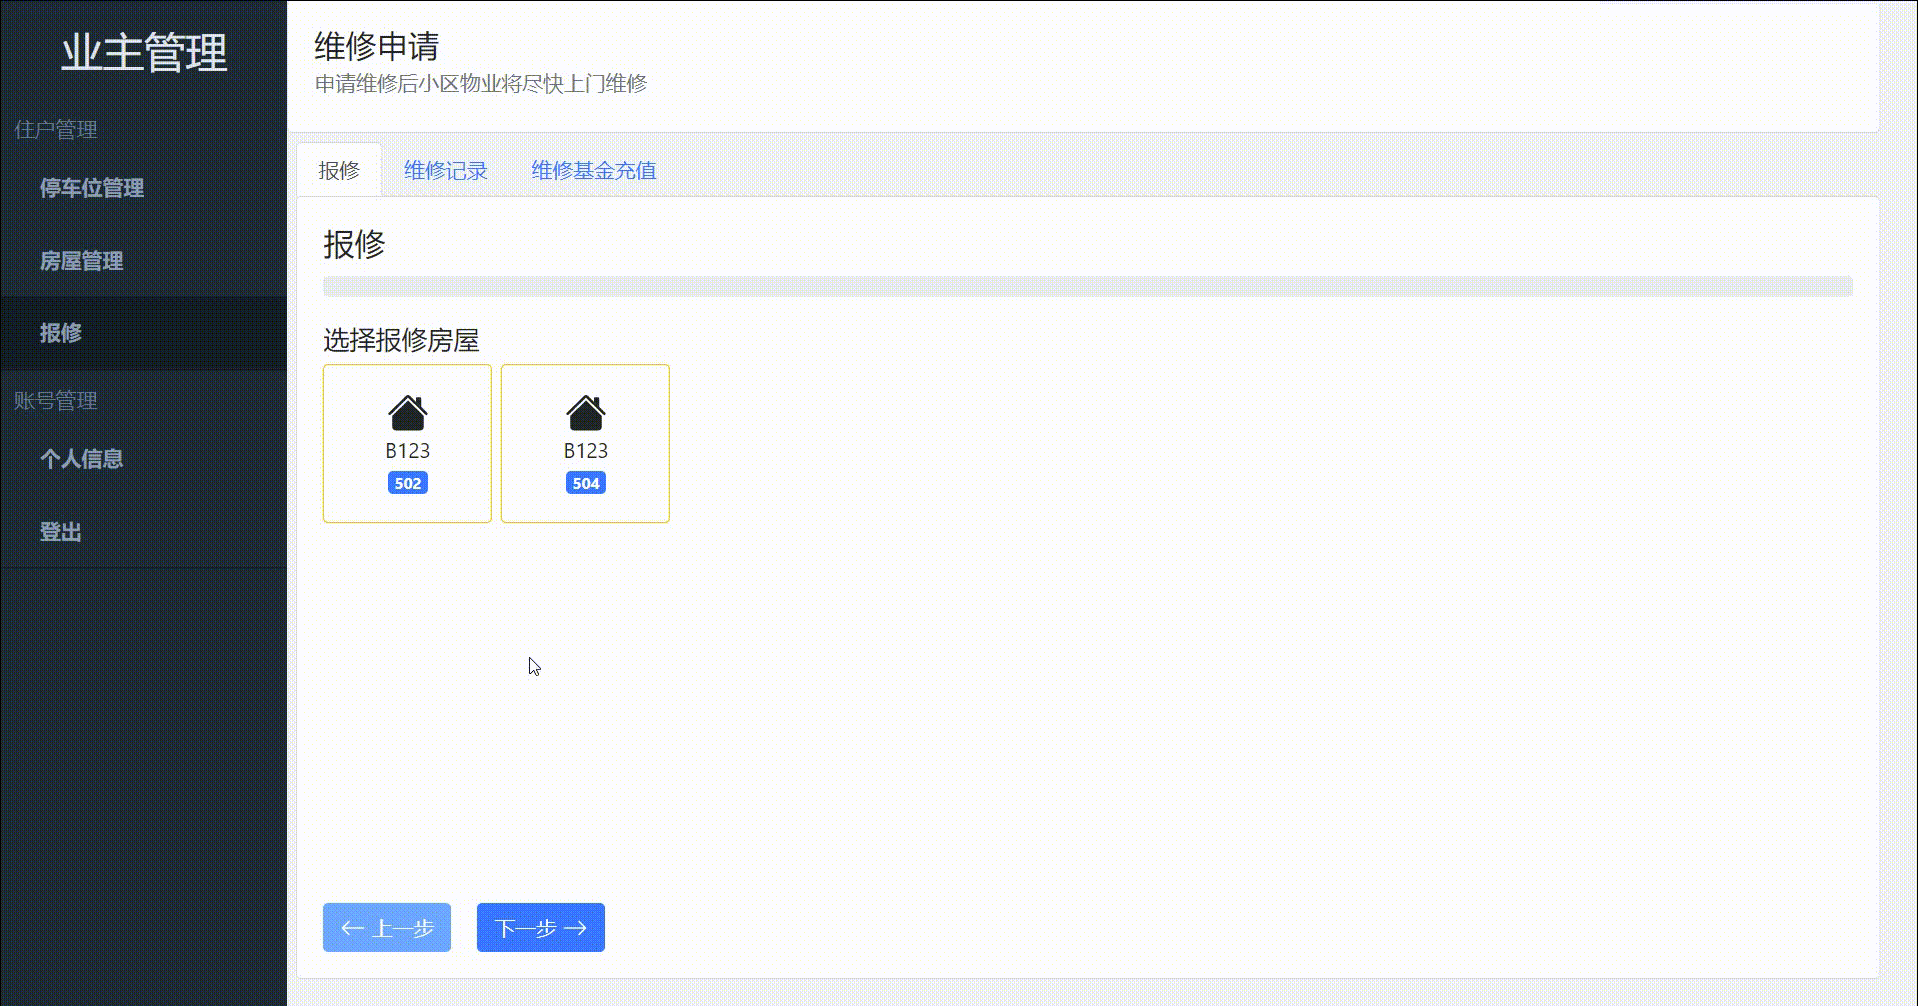 业主管理
住户管理
停车位管理
房屋管理
报修
账号管理
个人信息
登出
维修申请
申请维修后小区物业将尽快上门维修
报修 维修记录 维修基金充值
报修
选择报修房屋
B123 B123
502 504
← 上一步 下一步 →